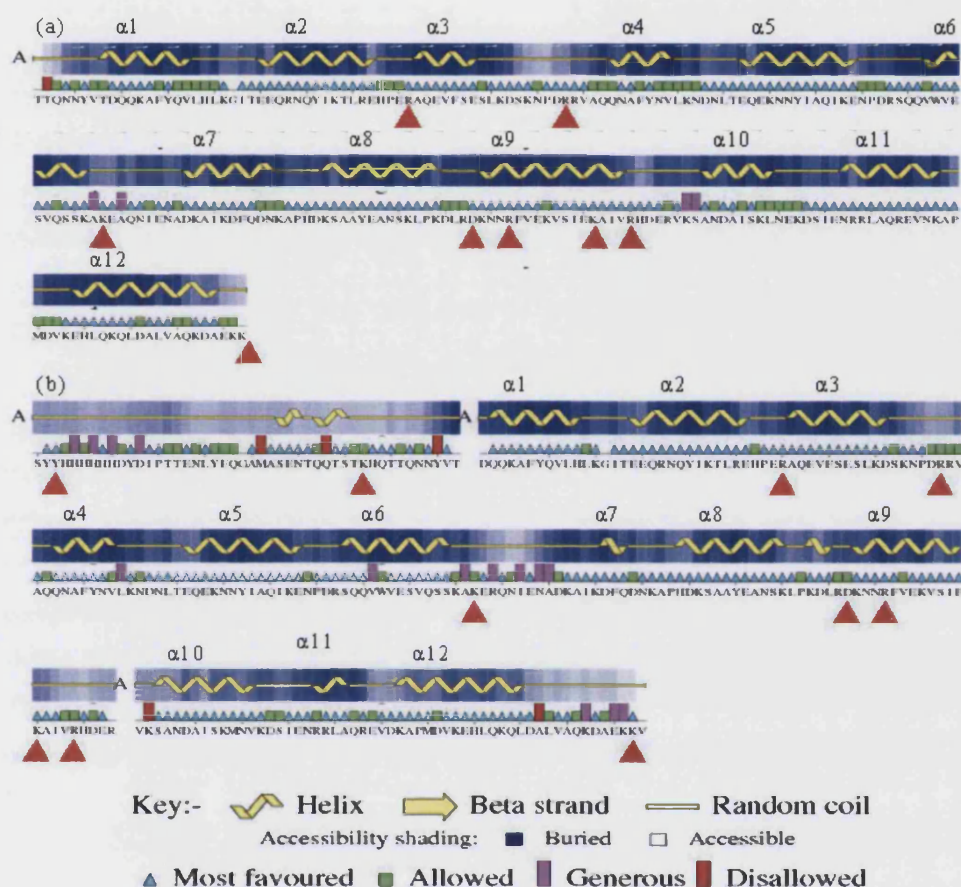 (a) α1 α2 α3 α4 α5 α6
A
TTQNNYVTDQQKAFYQVLHLKGITEEQRNQYIKTLREHPERAQEVFSESLKDSKNPDRRVAQQNAFYNVLKNDNLTEQEKNNYIAQIKENPDRSQQVWVE
α7 α8 α9 α10 α11
SVQSSKAKEAQNIENADKAIKDFQDNKAPHDKSAAYEANSKLPKDLRDKNNRFVEKVSIEKAIVRHDERVKSANDAISKLNEKDSIENRRLAQREVNKAP
α12
MDVKEHLQKQLDALVAQKDAEKK
(b) α1 α2 α3
A A
SYYHHHHHHDYDIPTTENLYFQGAMASENTQQTSTKHQTTQNNYVT DQQKAFYQVLHLKGITEEQRNQYIKTLREHPERAQEVFSESLKDSKNPDRRV
α4 α5 α6 α7 α8 α9
AQQNAFYNVLKNDNLTEQEKNNYIAQIKENPDRSQQVWVESVQSSKAKERQNIENADKAIKDFQDNKAPHDKSAAYEANSKLPKDLRDKNNRFVEKVSIE
α10 α11 α12
A
KAIVRHDER VKSANDAISKMNVKDSIENRRLAQREVDKAPMDVKEHLQKQLDALVAQKDAEKKV
Key:- Helix Beta strand Random coil
Accessibility shading: Buried Accessible
Most favoured Allowed Generous Disallowed